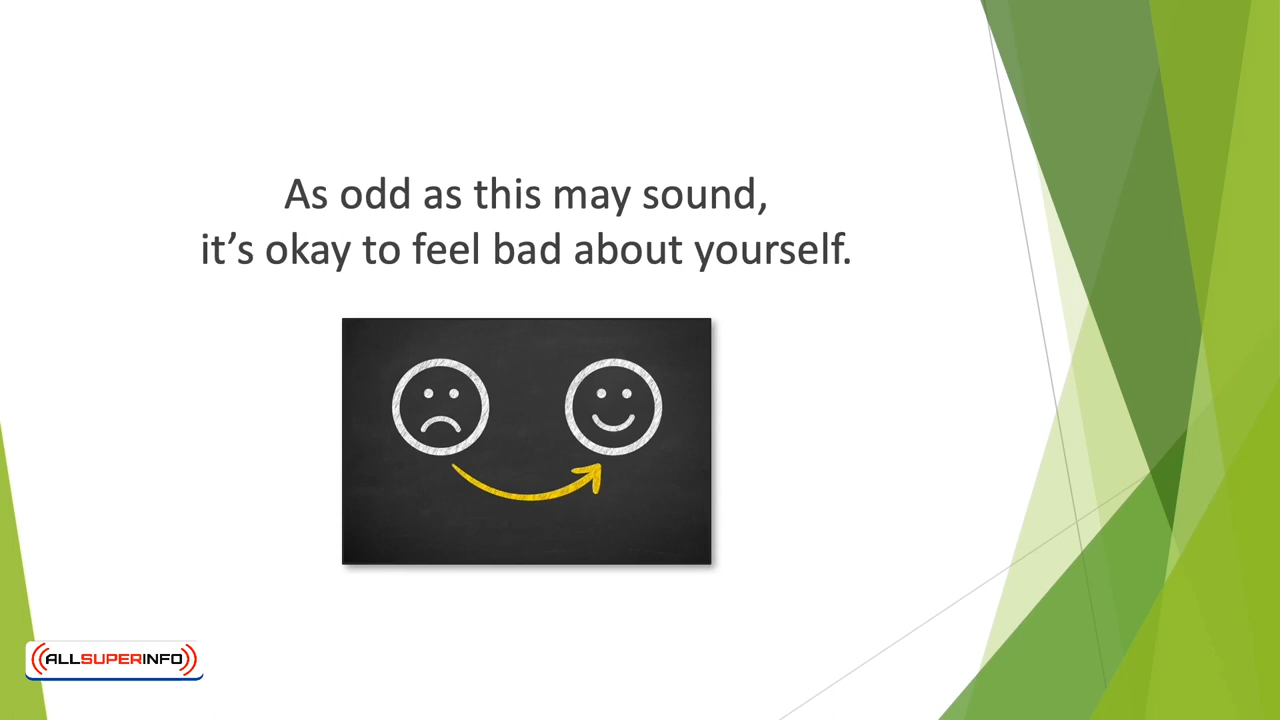 As odd as this may sound,
it’s okay to feel bad about yourself.
ALLSUPERINFO